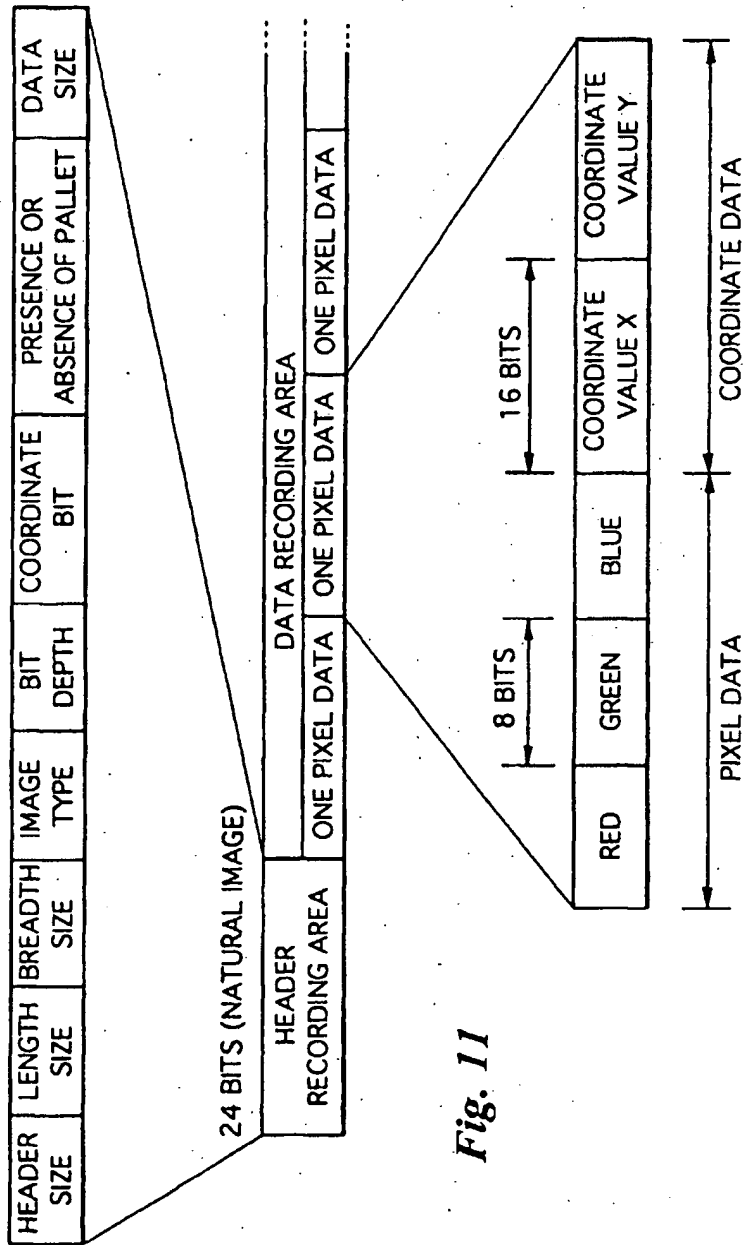 HEADER SIZE
LENGTH SIZE
BREADTH SIZE
IMAGE TYPE
BIT DEPTH
COORDINATE BIT
PRESENCE OR ABSENCE OF PALLET
DATA SIZE
24 BITS (NATURAL IMAGE)
HEADER RECORDING AREA
DATA RECORDING AREA
ONE PIXEL DATA
ONE PIXEL DATA
ONE PIXEL DATA
8 BITS
16 BITS
RED
GREEN
BLUE
COORDINATE VALUE X
COORDINATE VALUE Y
PIXEL DATA
COORDINATE DATA
Fig. 11